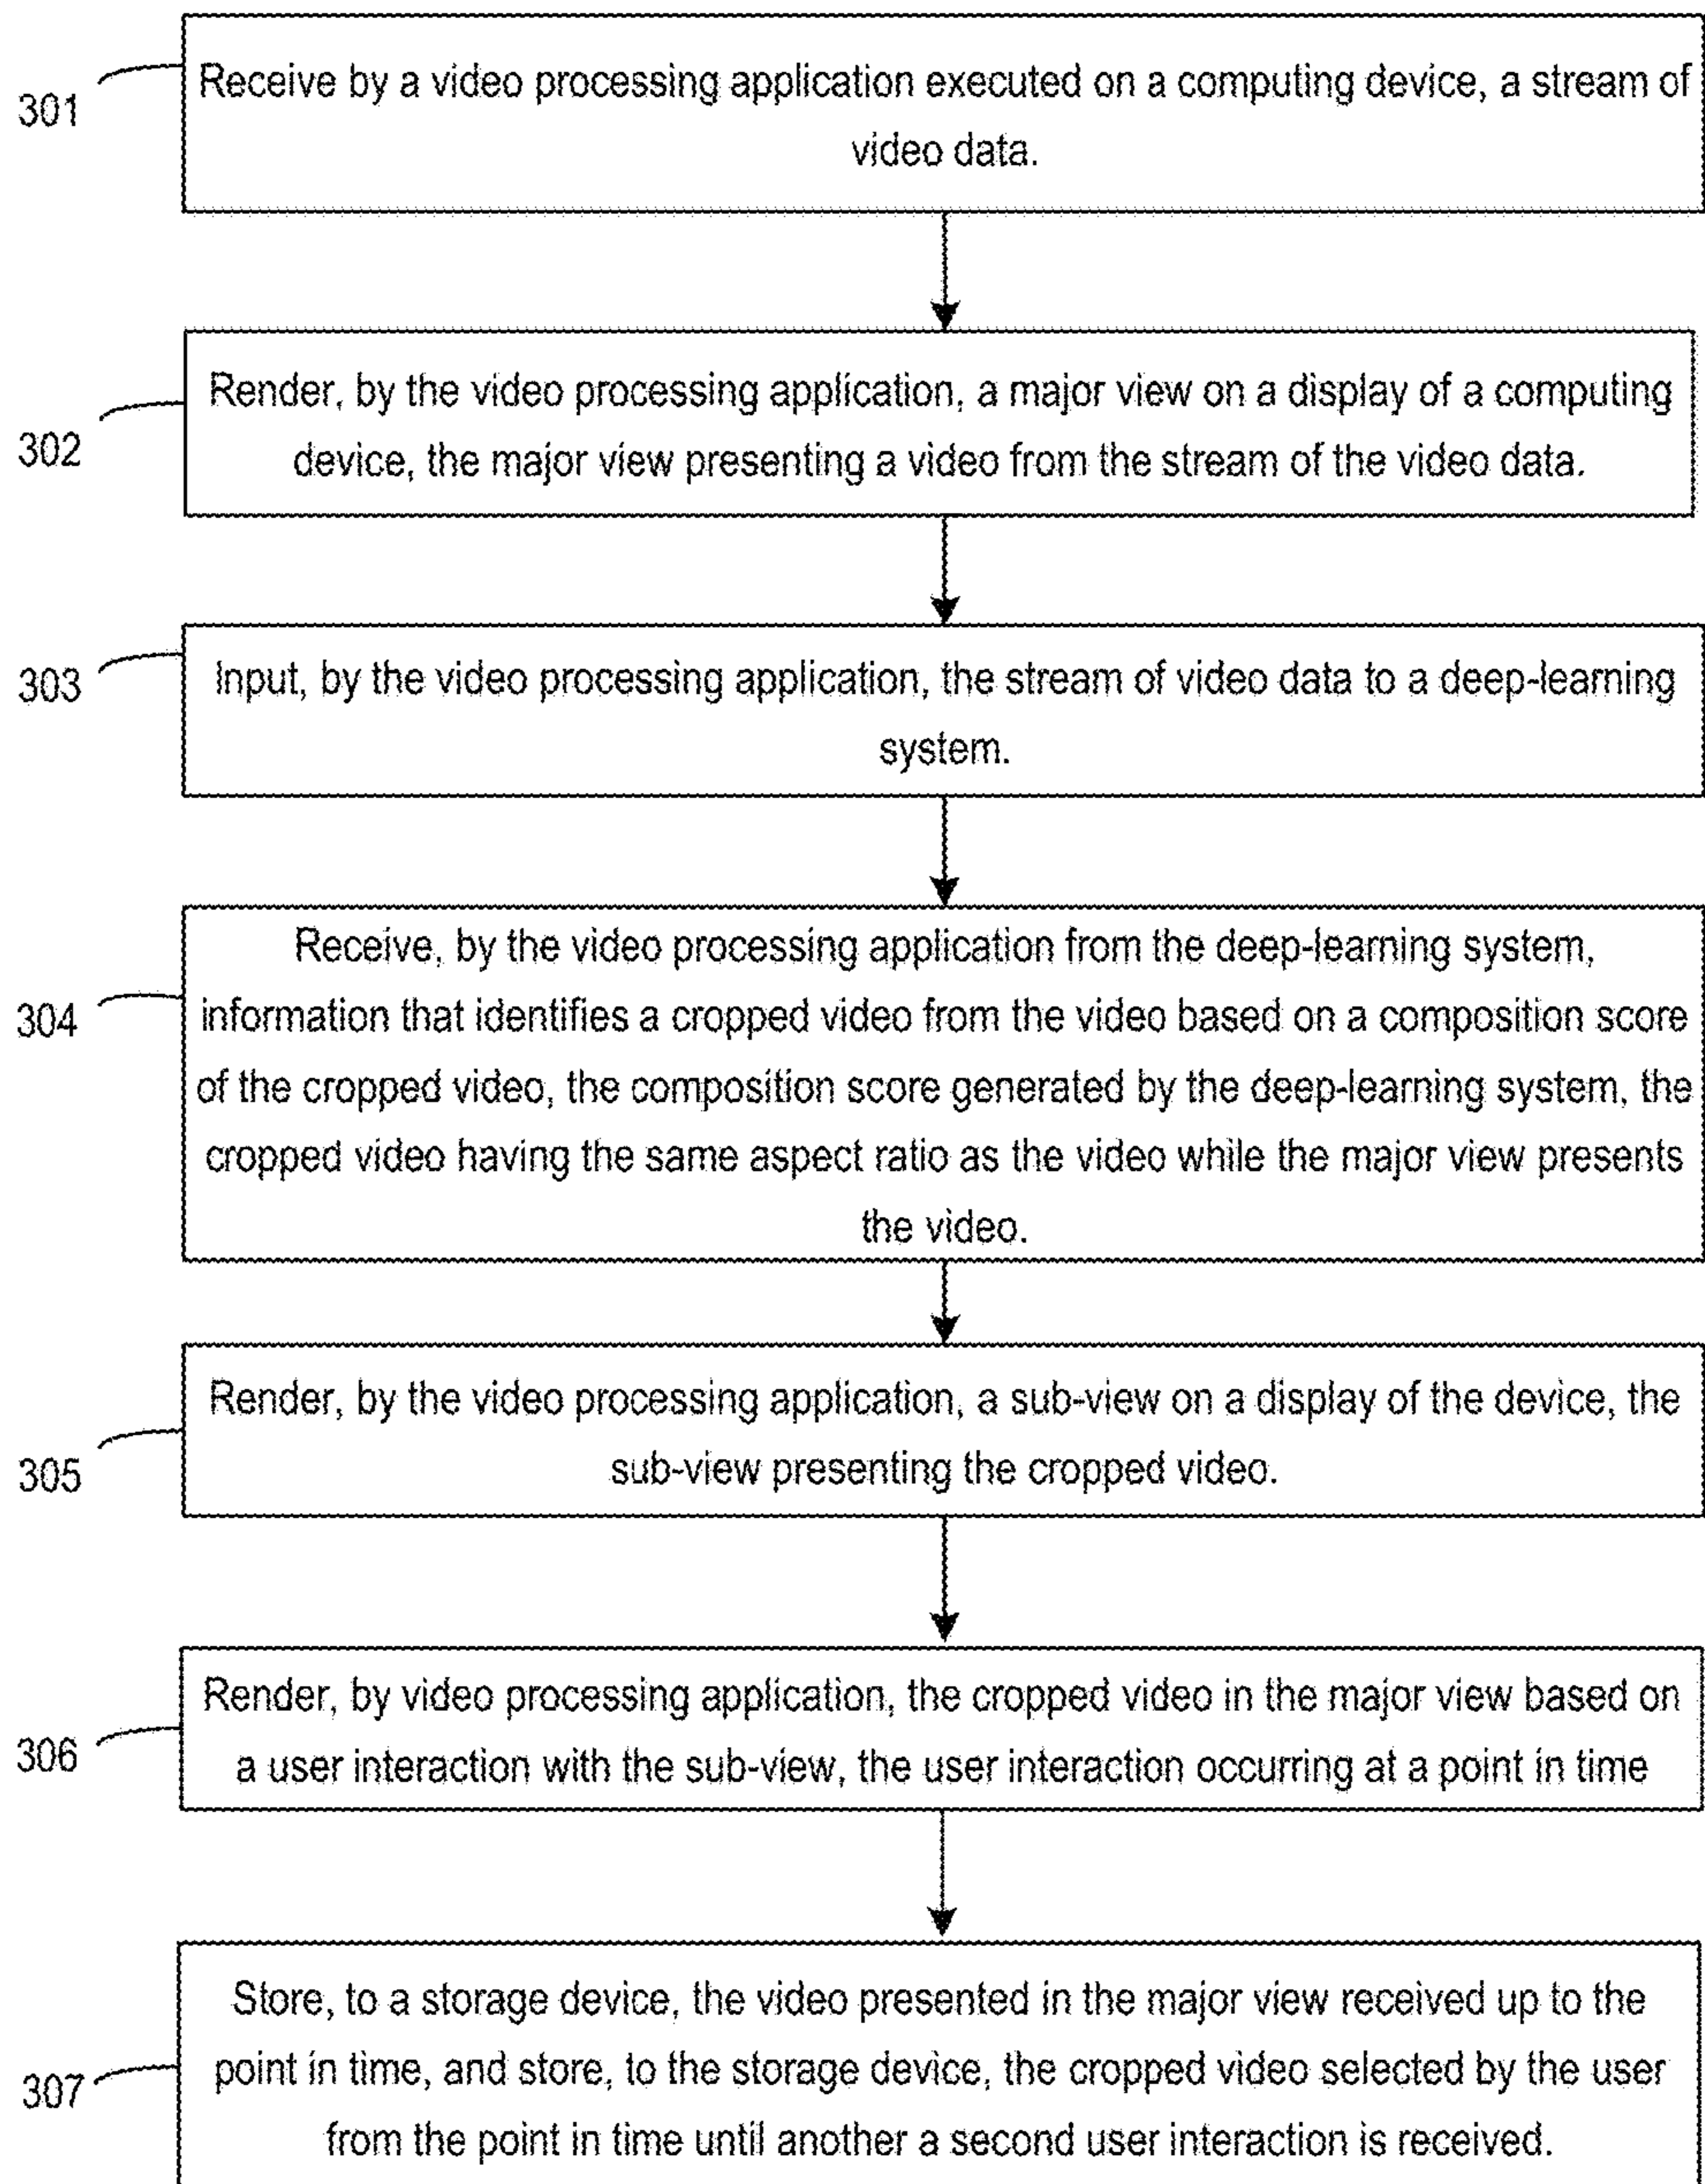 301
Receive by a video processing application executed on a computing device, a stream of
video data.
302
Render, by the video processing application, a major view on a display of a computing
device, the major view presenting a video from the stream of the video data.
303
Input, by the video processing application, the stream of video data to a deep-learning
system.
304
Receive, by the video processing application from the deep-learning system,
information that identifies a cropped video from the video based on a composition score
of the cropped video, the composition score generated by the deep-learning system, the
cropped video having the same aspect ratio as the video while the major view presents
the video.
305
Render, by the video processing application, a sub-view on a display of the device, the
sub-view presenting the cropped video.
306
Render, by video processing application, the cropped video in the major view based on
a user interaction with the sub-view, the user interaction occurring at a point in time
307
Store, to a storage device, the video presented in the major view received up to the
point in time, and store, to the storage device, the cropped video selected by the user
from the point in time until another a second user interaction is received.